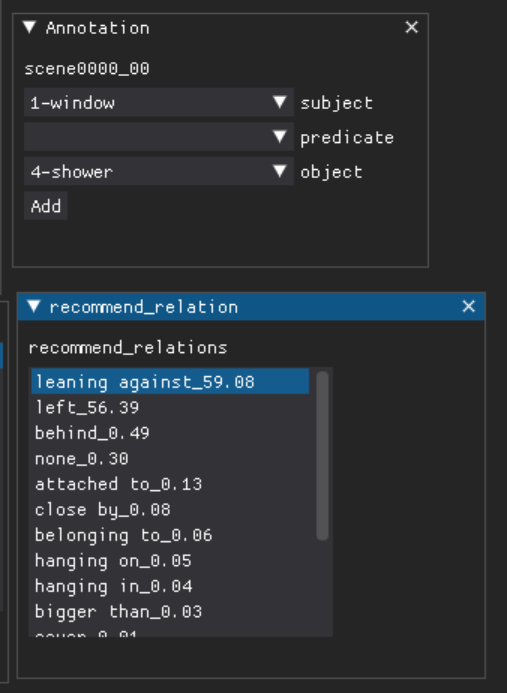 Annotation
scene0000_00
1-window subject
predicate
4-shower object
Add
recommend_relation
recommend_relations
leaning against_59.08
left_56.39
behind_0.49
none_0.30
attached to_0.13
close by_0.08
belonging to_0.06
hanging on_0.05
hanging in_0.04
bigger than_0.03
cover_0.01